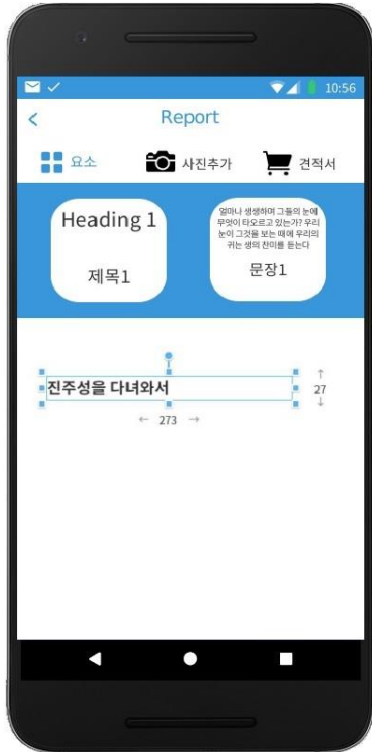 10:56
Report
요소
사진추가
견적서
Heading 1
제목1
얼마나 생생하며 그들의 눈에
무엇이 타오르고 있는가? 우리
눈이 그것을 보는 때에 우리의
귀는 생의 찬미를 듣는다
문장1
진주성을 다녀와서
↑
27
↓
← 273 →